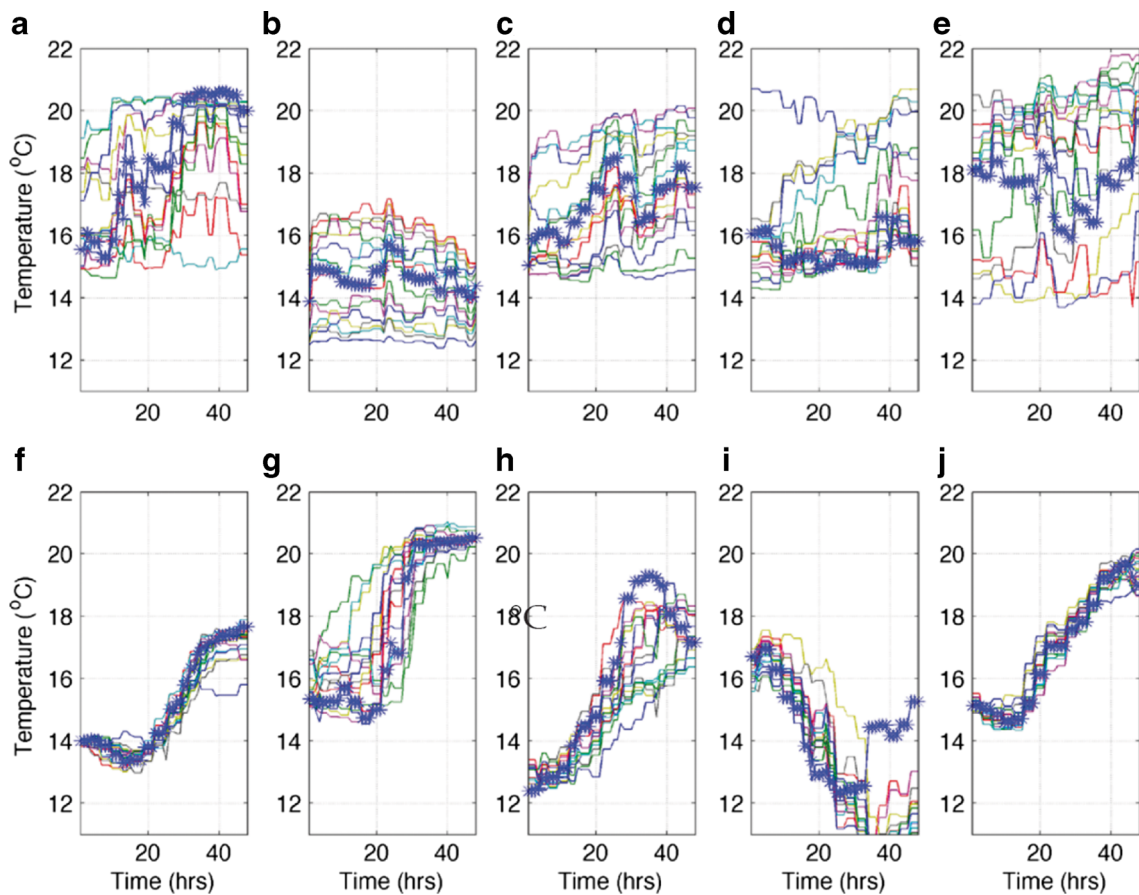 a b c d e
22 22 22 22 22
20 20 20 20 20
18 18 18 18 18
16 16 16 16 16
14 14 14 14 14
12 12 12 12 12
Temperature (°C)
20 40 20 40 20 40 20 40 20 40
f g h i j
22 22 22 22 22
20 20 20 20 20
18 18 18 18 18
°C
16 16 16 16 16
14 14 14 14 14
12 12 12 12 12
Temperature (°C)
20 40 20 40 20 40 20 40 20 40
Time (hrs) Time (hrs) Time (hrs) Time (hrs) Time (hrs)